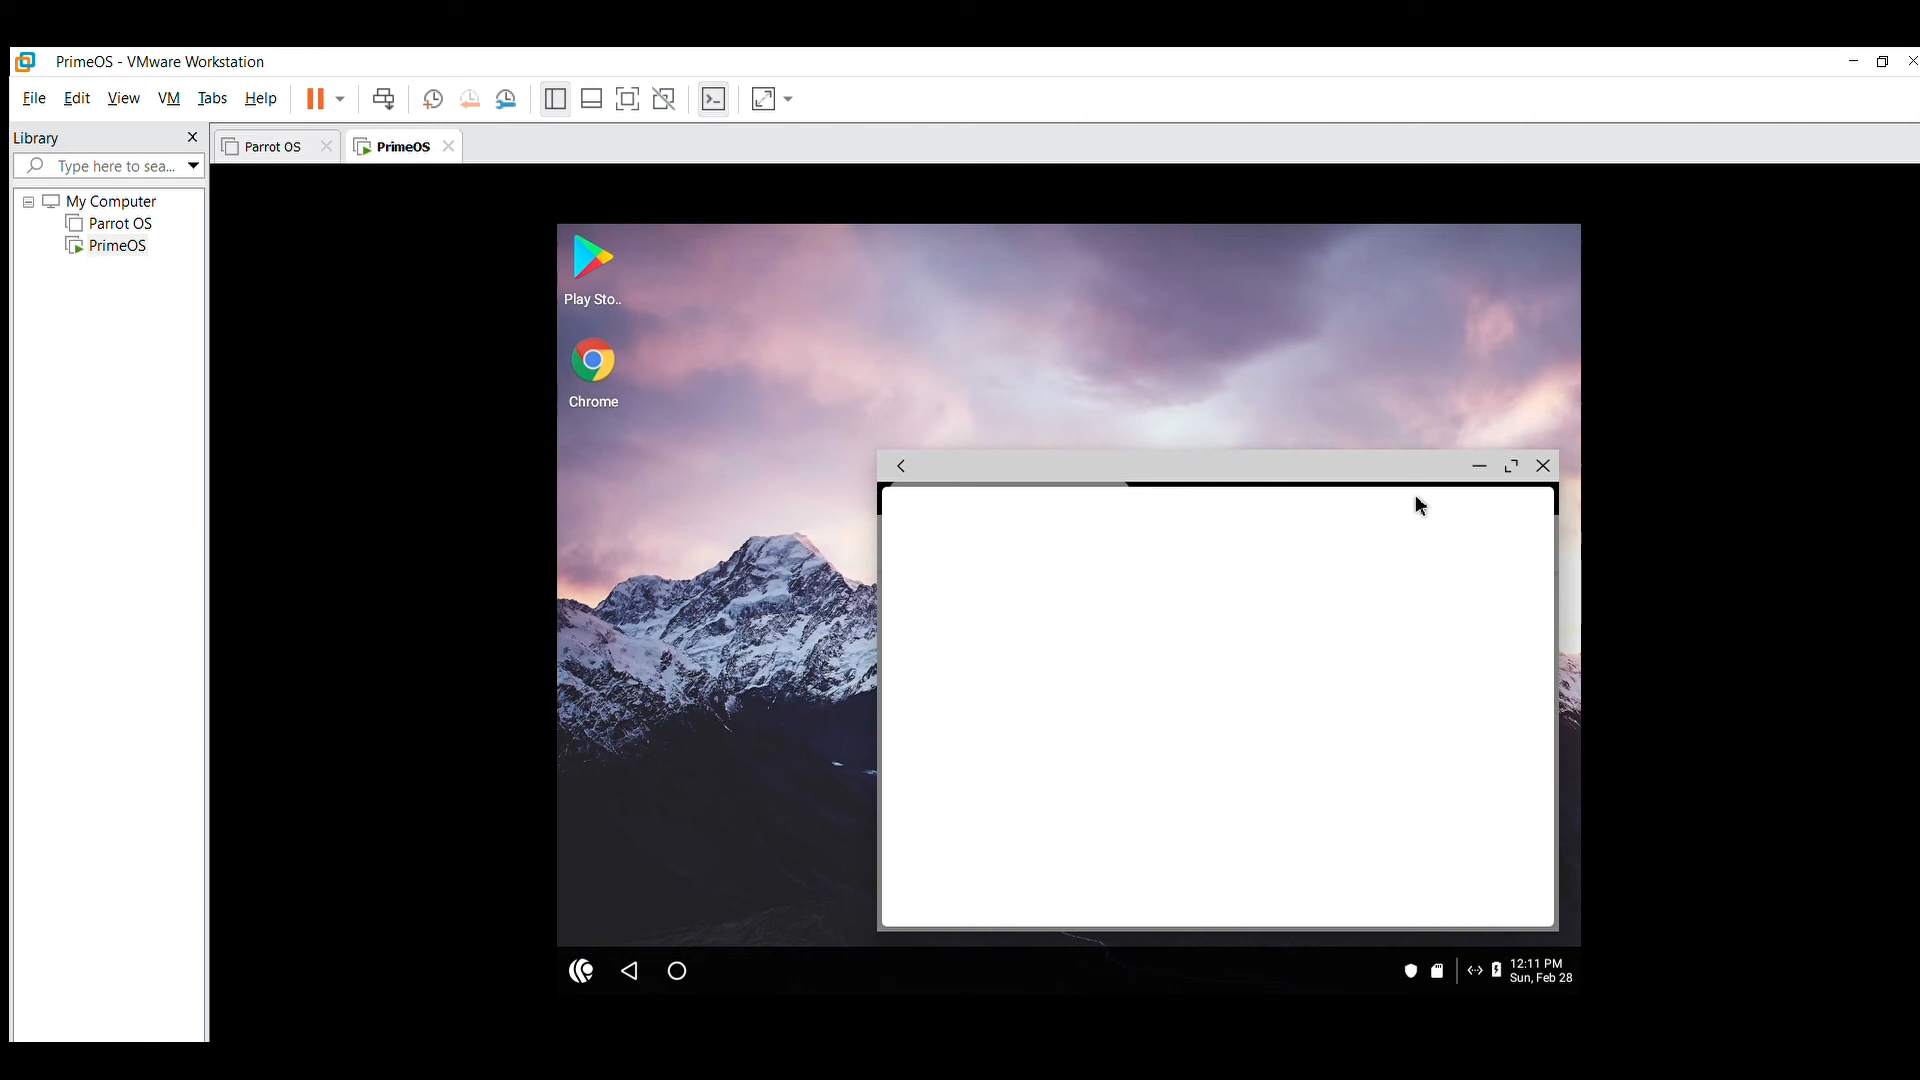 PrimeOS - VMware Workstation
File Edit View VM Tabs Help
Library
Type here to sea...
Parrot OS
PrimeOS
My Computer
Parrot OS
PrimeOS
Play Sto..
Chrome
12:11 PM
Sun, Feb 28